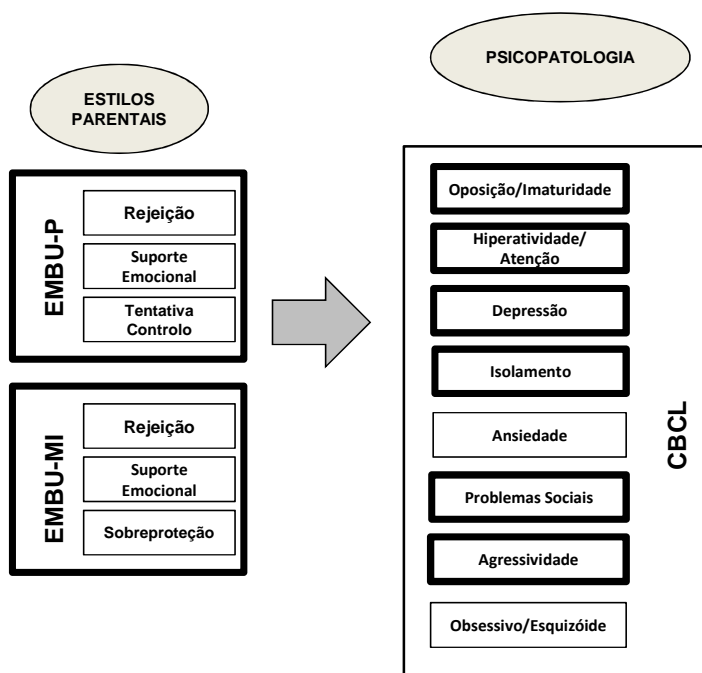 ESTILOS
PARENTAIS
EMBU-P
Rejeição
Suporte
Emocional
Tentativa
Controlo
EMBU-MI
Rejeição
Suporte
Emocional
Sobreproteção
PSICOPATOLOGIA
Oposição/Imaturidade
Hiperatividade/
Atenção
Depressão
Isolamento
Ansiedade
Problemas Sociais
Agressividade
Obsessivo/Esquizóide
CBCL